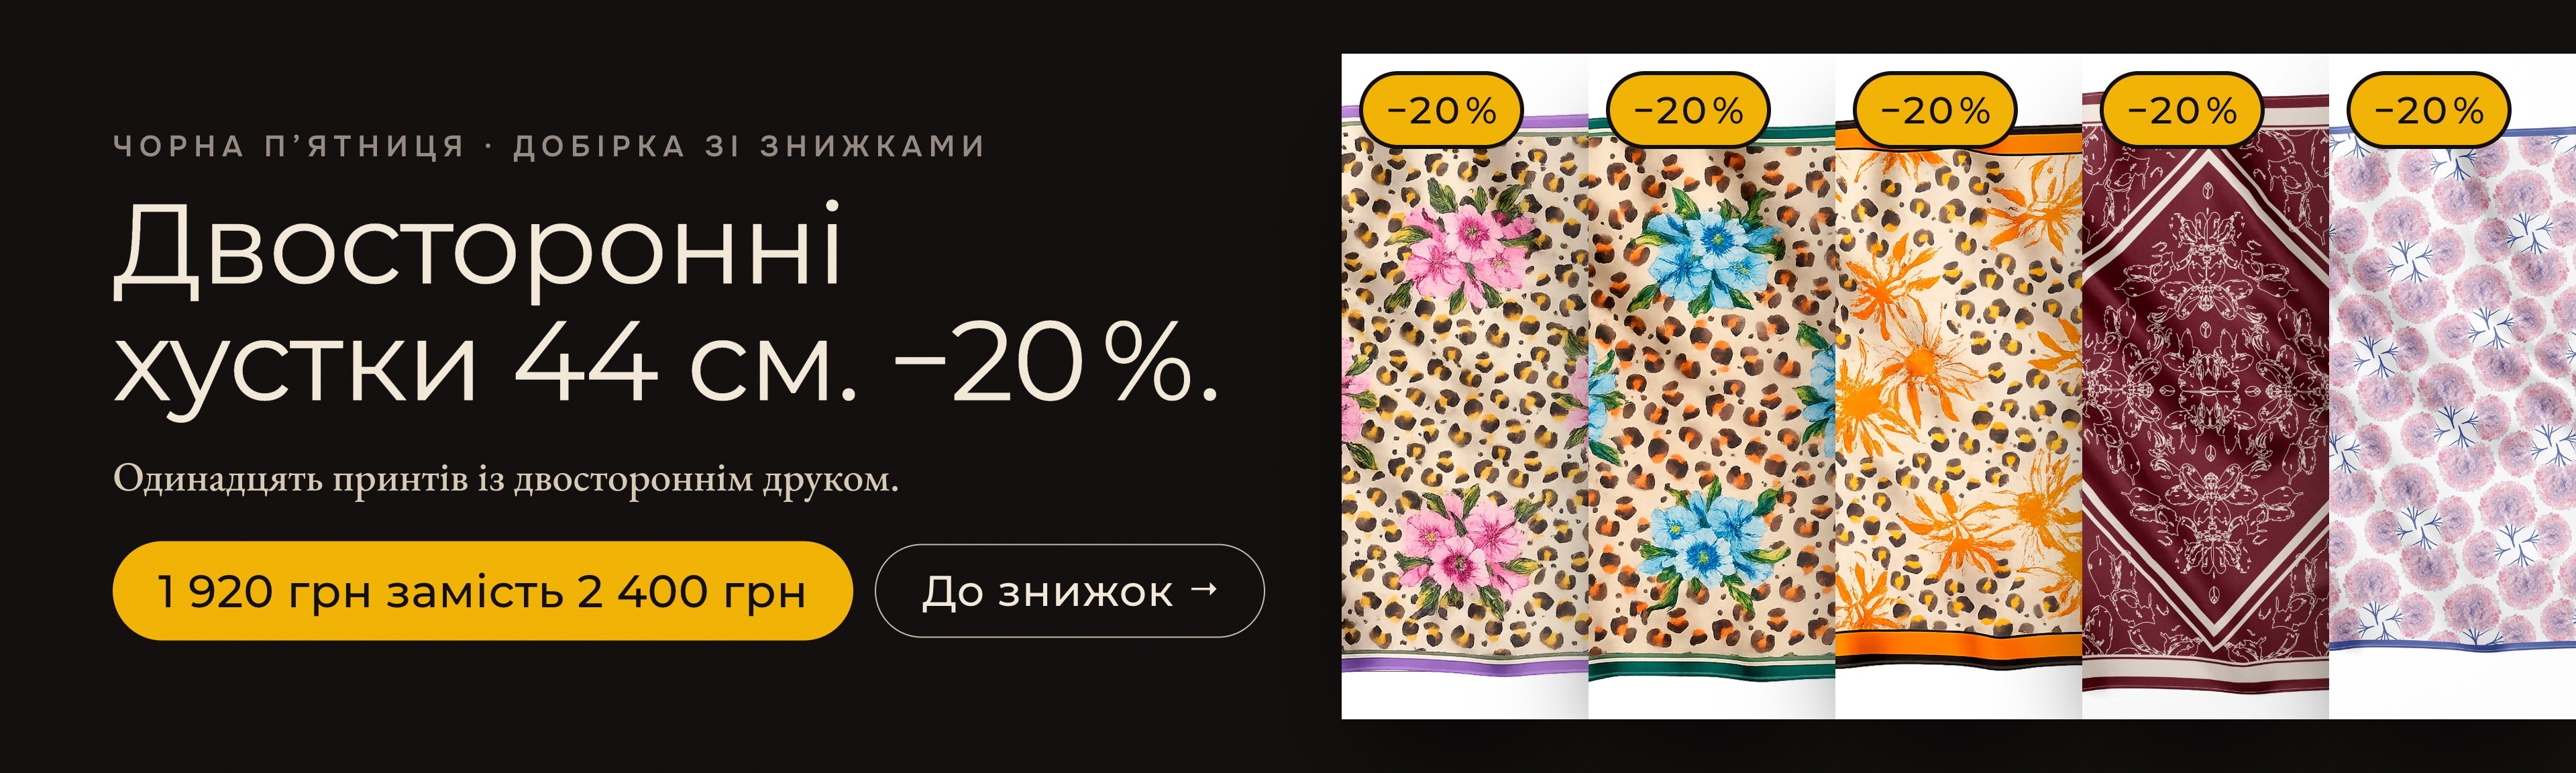 ЧОРНА П’ЯТНИЦЯ · ДОБІРКА ЗІ ЗНИЖКАМИ
Двосторонні
хустки 44 см. −20 %.
Одинадцять принтів із двостороннім друком.
1 920 грн замість 2 400 грн
До знижок →
−20 %
−20 %
−20 %
−20 %
−20 %